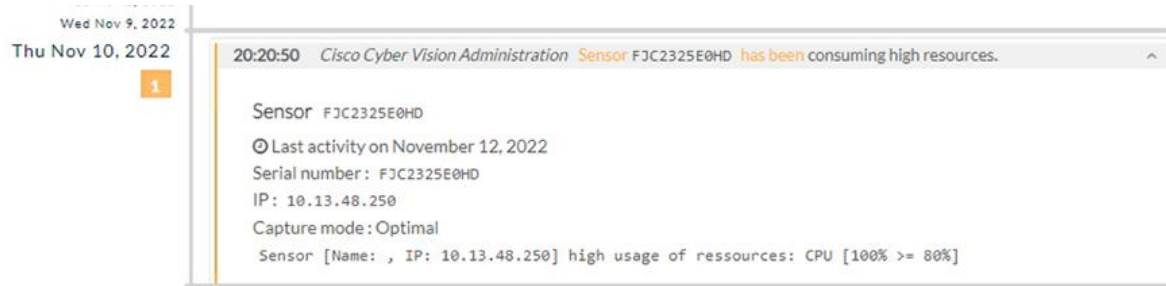 Wed Nov 9, 2022
Thu Nov 10, 2022
1
20:20:50 Cisco Cyber Vision Administration Sensor FJC2325E0HD has been consuming high resources.
Sensor FJC2325E0HD
Last activity on November 12, 2022
Serial number: FJC2325E0HD
IP: 10.13.48.250
Capture mode: Optimal
Sensor [Name: , IP: 10.13.48.250] high usage of ressources: CPU [100% >= 80%]